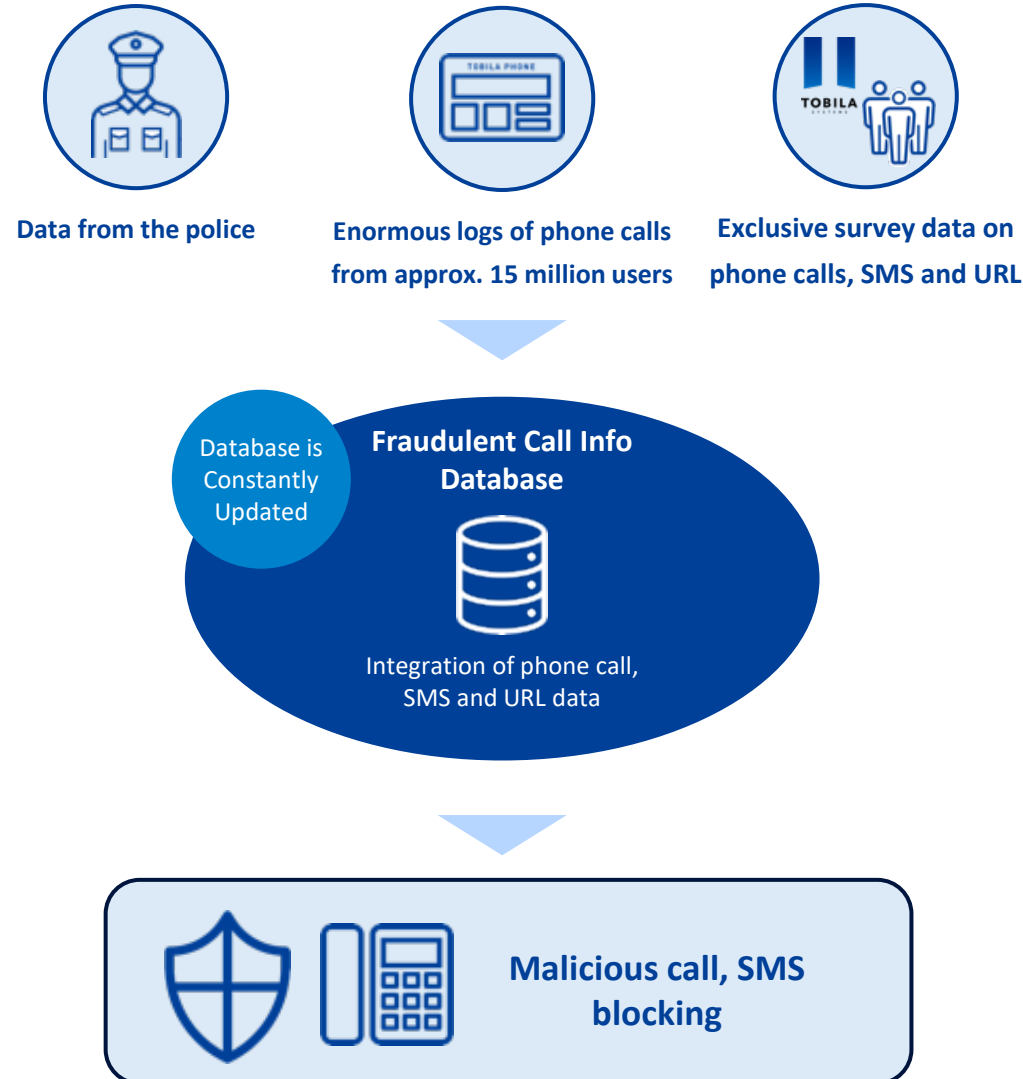 TOBILA PHONE
TOBILA
SYSTEMS
Data from the police
Enormous logs of phone calls
from approx. 15 million users
Exclusive survey data on
phone calls, SMS and URL
Database is
Constantly
Updated
Fraudulent Call Info
Database
Integration of phone call,
SMS and URL data
Malicious call, SMS
blocking